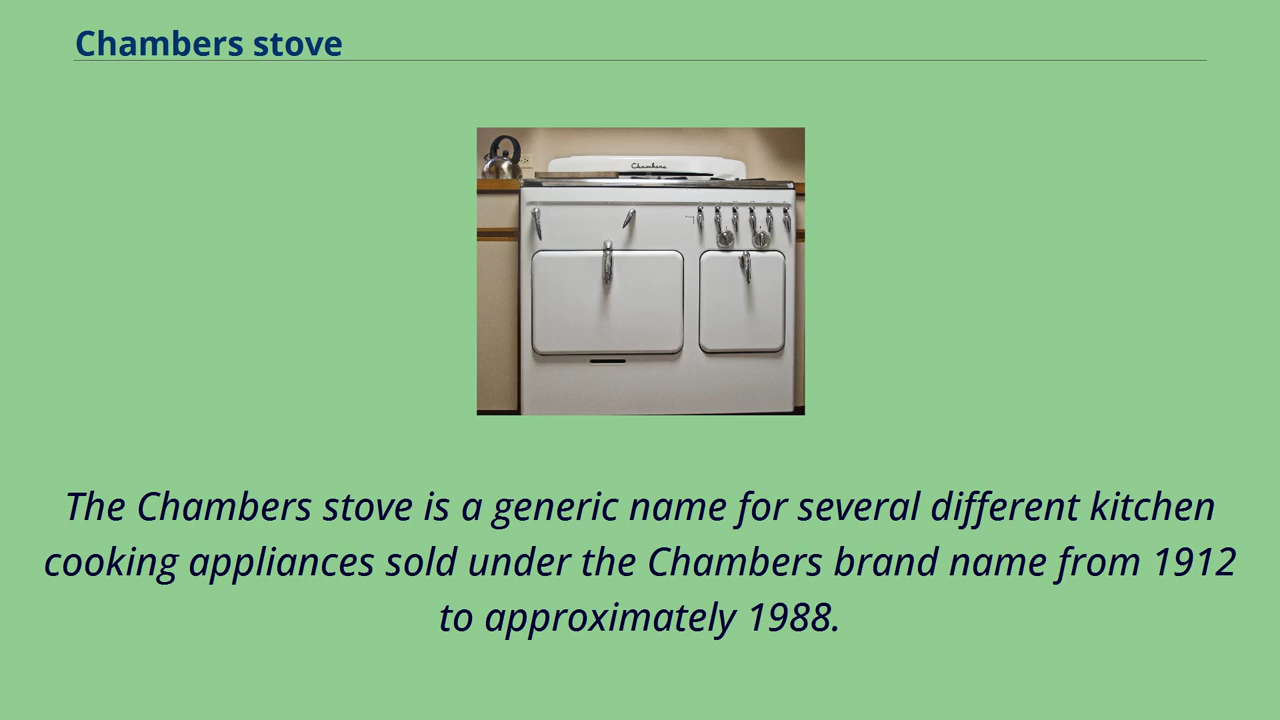 Chambers stove
Chambers
The Chambers stove is a generic name for several different kitchen
cooking appliances sold under the Chambers brand name from 1912
to approximately 1988.